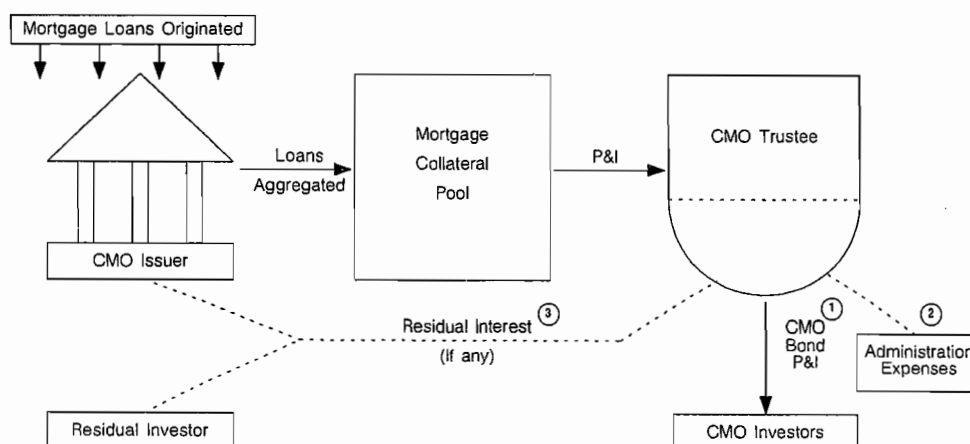 Mortgage Loans Originated
Loans
Aggregated
Mortgage
Collateral
Pool
P&I
CMO Trustee
CMO Issuer
Residual Interest ③
(if any)
①
CMO
Bond
P&I
②
Administration
Expenses
Residual Investor
CMO Investors